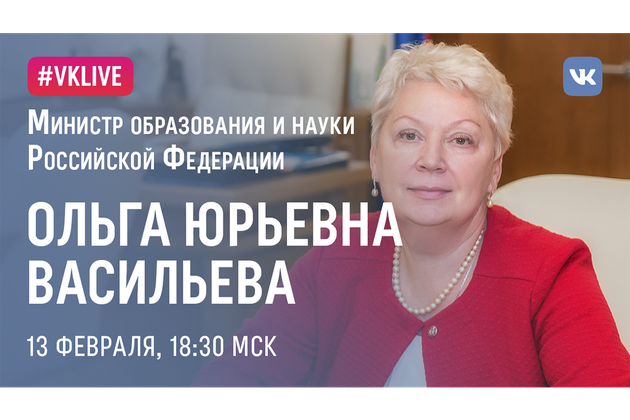 #VKLIVE
Министр образования и науки
Российской Федерации
ОЛЬГА ЮРЬЕВНА
ВАСИЛЬЕВА
13 ФЕВРАЛЯ, 18:30 МСК